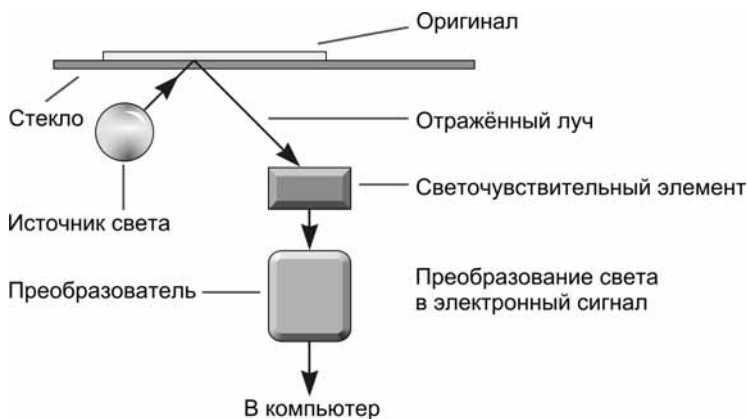 Оригинал
Стекло
Отражённый луч
Светочувствительный элемент
Источник света
Преобразователь
Преобразование света
в электронный сигнал
В компьютер